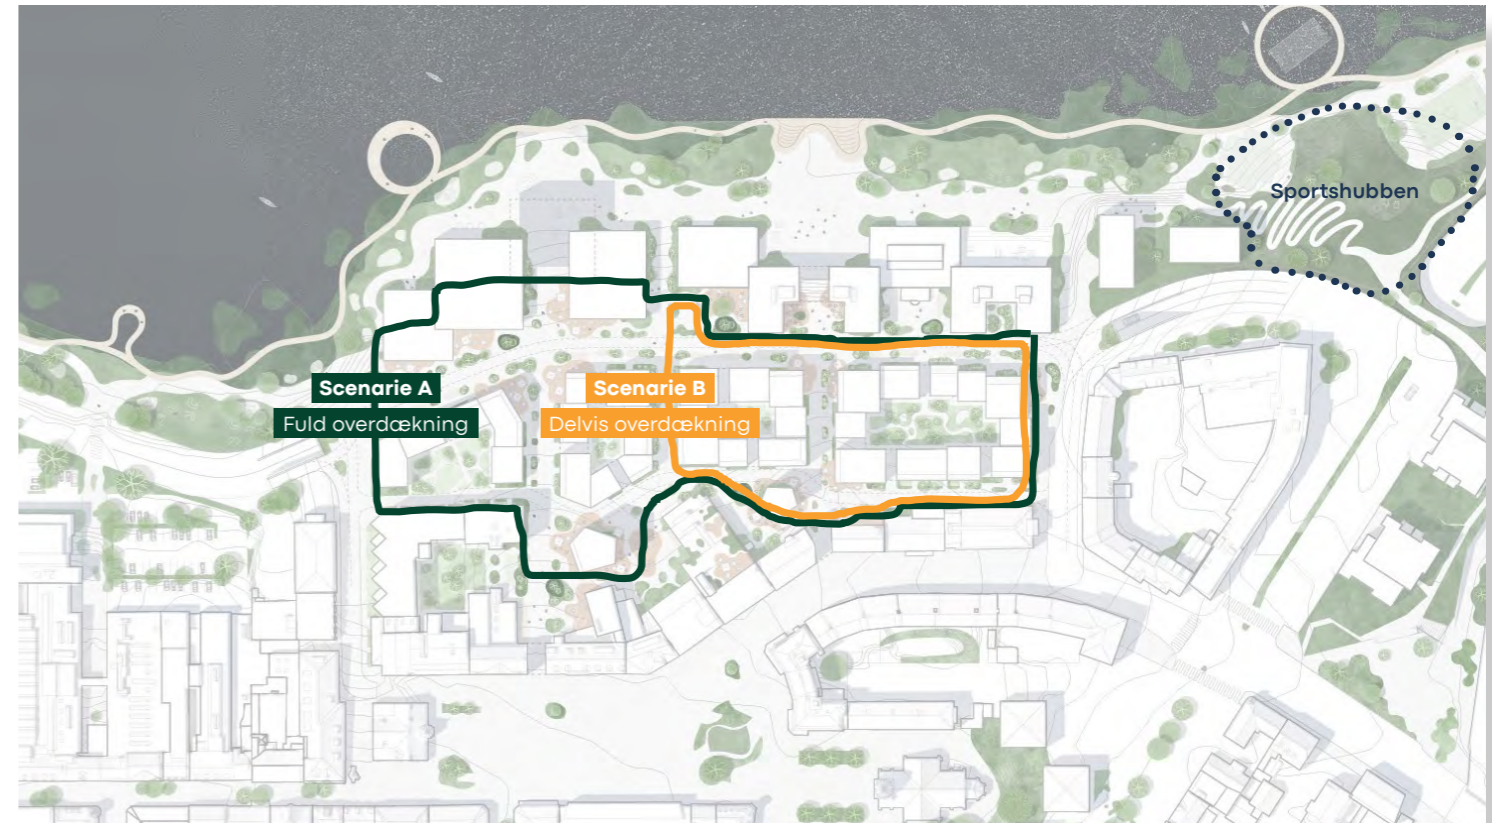 Sportshubben
Scenarie A
Fuld overdækning
Scenarie B
Delvis overdækning